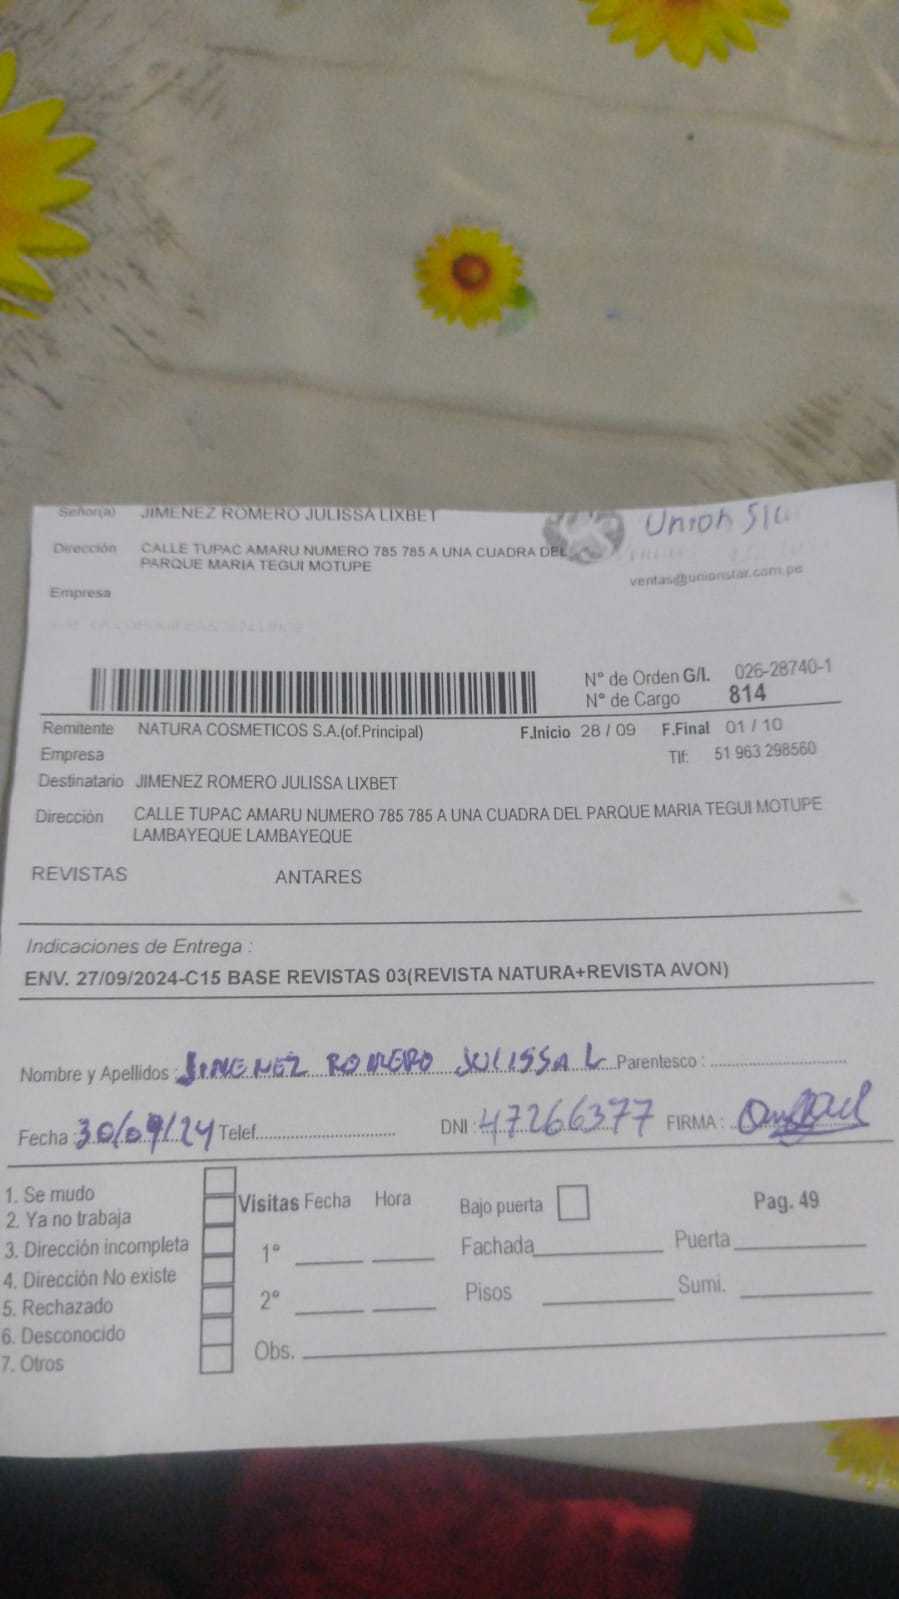 Señor(a) JIMENEZ ROMERO JULISSA LIXBET
Union
Dirección CALLE TUPAC AMARU NUMERO 785 785 A UNA CUADRA DEL
PARQUE MARIA TEGUI MOTUPE
ventas@unionstar.com.pe
Empresa
N° de Orden G/I. 026-28740-1
N° de Cargo 814
Remitente NATURA COSMETICOS S.A.(of.Principal) F.Inicio 28 / 09 F.Final 01 / 10
Empresa Tlf: 51 963 298560
Destinatario JIMENEZ ROMERO JULISSA LIXBET
Dirección CALLE TUPAC AMARU NUMERO 785 785 A UNA CUADRA DEL PARQUE MARIA TEGUI MOTUPE
LAMBAYEQUE LAMBAYEQUE
REVISTAS ANTARES
Indicaciones de Entrega :
ENV. 27/09/2024-C15 BASE REVISTAS 03(REVISTA NATURA+REVISTA AVON)
Nombre y Apellidos : JIMENEZ ROMERO JULISSA L Parentesco :
Fecha 30/09/24 Telef. DNI : 47266377 FIRMA :
1. Se mudo
2. Ya no trabaja
3. Dirección incompleta
4. Dirección No existe
5. Rechazado
6. Desconocido
7. Otros
Visitas Fecha Hora
1°
2°
Obs.
Bajo puerta Pag. 49
Fachada Puerta
Pisos Sumi.